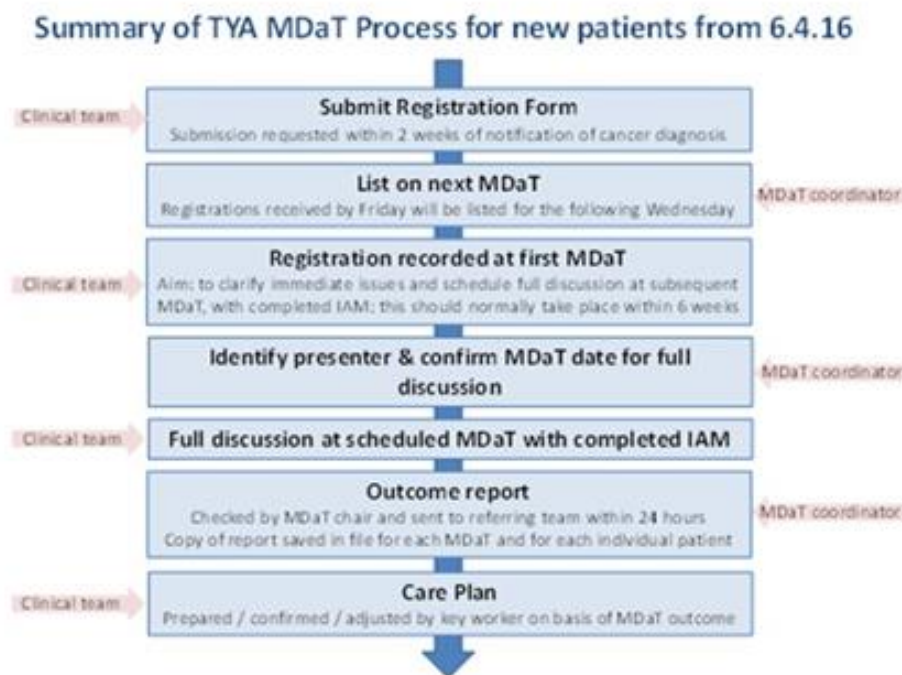 Summary of TYA MDaT Process for new patients from 6.4.16
Clinical team
Submit Registration Form
Submission requested within 2 weeks of notification of cancer diagnosis
List on next MDaT
Registrations received by Friday will be listed for the following Wednesday
MDaT coordinator
Clinical team
Registration recorded at first MDaT
Aim: to clarify immediate issues and schedule full discussion at subsequent
MDaT, with completed IAM; this should normally take place within 6 weeks
Identify presenter & confirm MDaT date for full
discussion
MDaT coordinator
Clinical team
Full discussion at scheduled MDaT with completed IAM
Outcome report
Checked by MDaT chair and sent to referring team within 24 hours
Copy of report saved in file for each MDaT and for each individual patient
MDaT coordinator
Clinical team
Care Plan
Prepared / confirmed / adjusted by key worker on basis of MDaT outcome